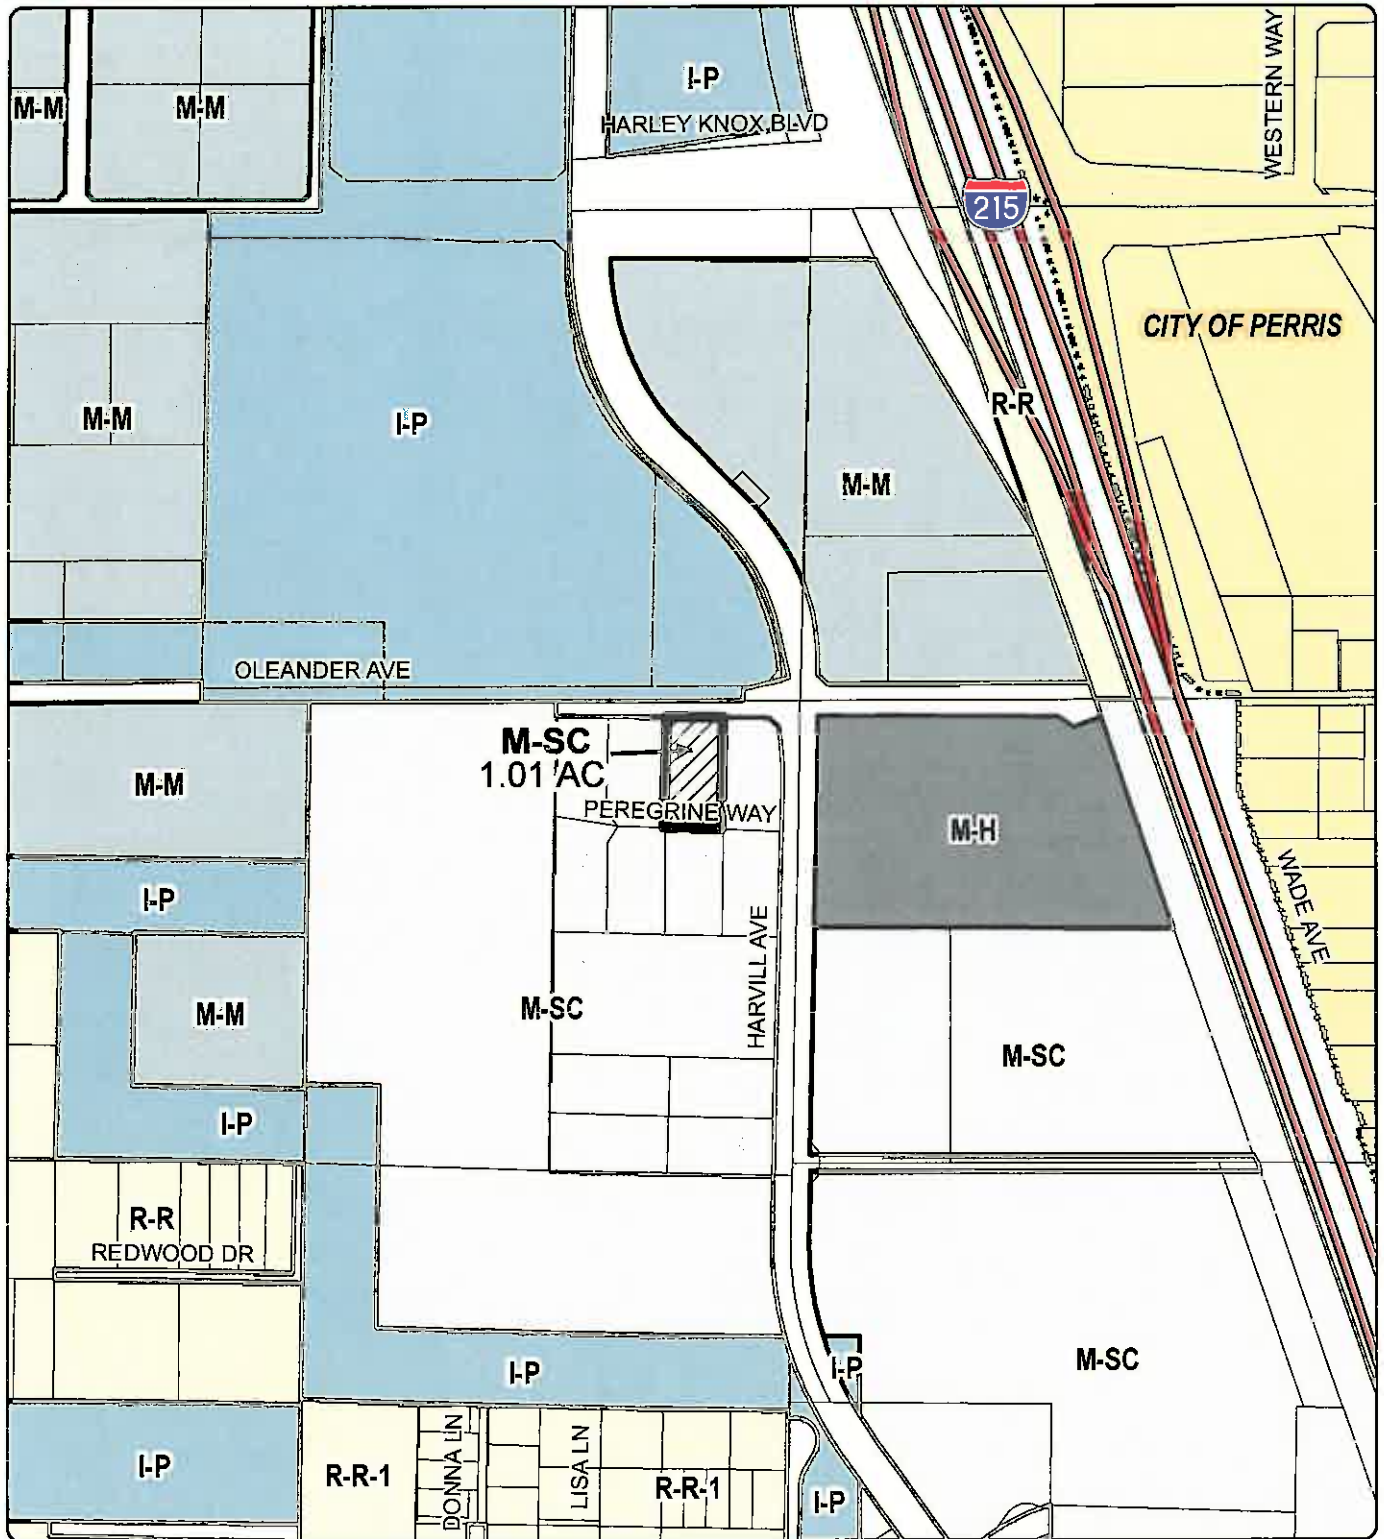 I-P
M-M
M-M
HARLEY KNOX BLVD
WESTERN WAY
215
CITY OF PERRIS
R-R
M-M
I-P
M-M
OLEANDER AVE
M-SC
1.01 AC
PEREGRINE WAY
M-M
M-H
I-P
WADE AVE
HARVILL AVE
M-SC
M-M
M-SC
I-P
R-R
REDWOOD DR
I-P
I-P
M-SC
I-P
R-R-1
DONNA LN
LISA LN
R-R-1
I-P